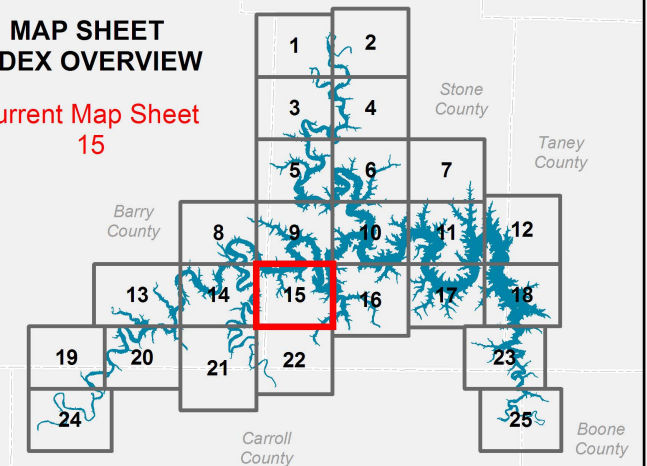 MAP SHEET
DEX OVERVIEW
urrent Map Sheet
15
1
2
3
4
Stone
County
5
6
7
Taney
County
Barry
County
8
9
10
11
12
13
14
15
16
17
18
19
20
21
22
23
24
25
Carroll
County
Boone
County